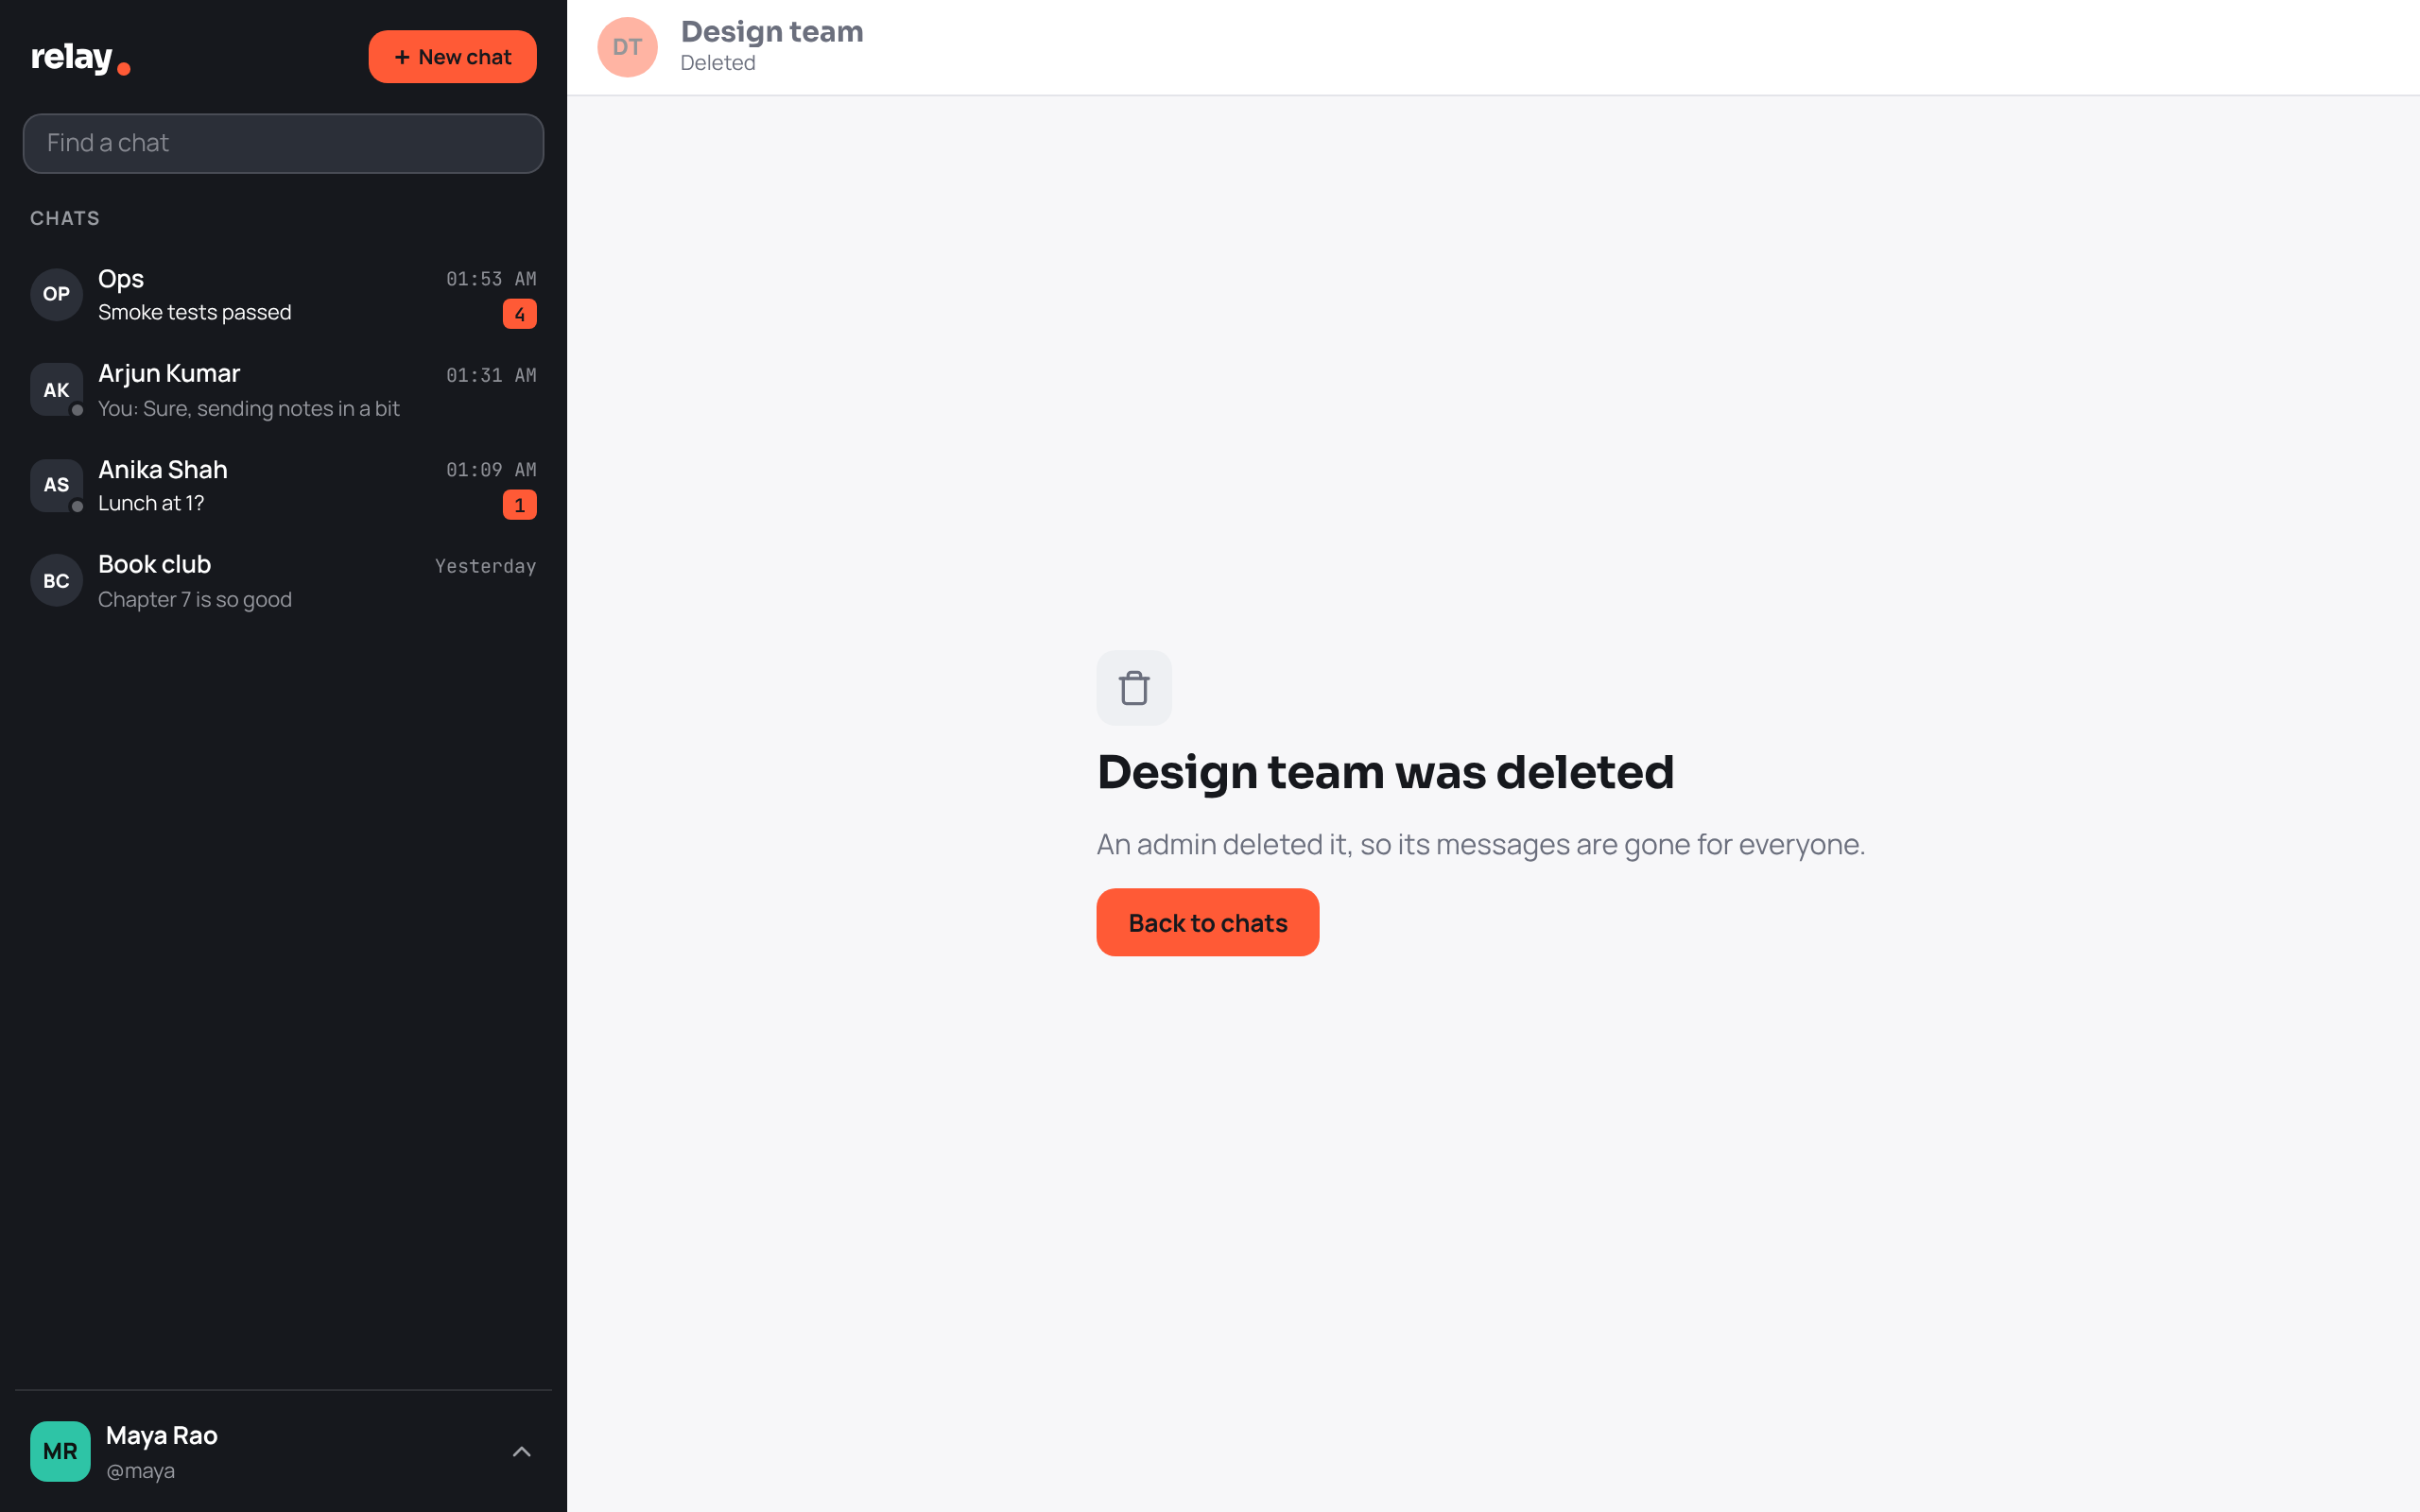 relay.
+ New chat
Find a chat
CHATS
OP
Ops
01:53 AM
Smoke tests passed
4
AK
Arjun Kumar
01:31 AM
You: Sure, sending notes in a bit
AS
Anika Shah
01:09 AM
Lunch at 1?
1
BC
Book club
Yesterday
Chapter 7 is so good
MR
Maya Rao
@maya
DT
Design team
Deleted
Design team was deleted
An admin deleted it, so its messages are gone for everyone.
Back to chats